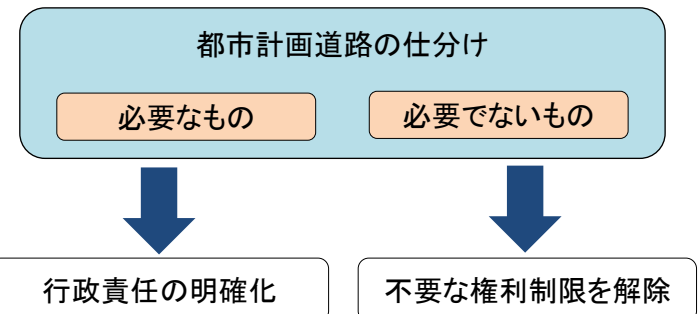 都市計画道路の仕分け
必要なもの
必要でないもの
行政責任の明確化
不要な権利制限を解除